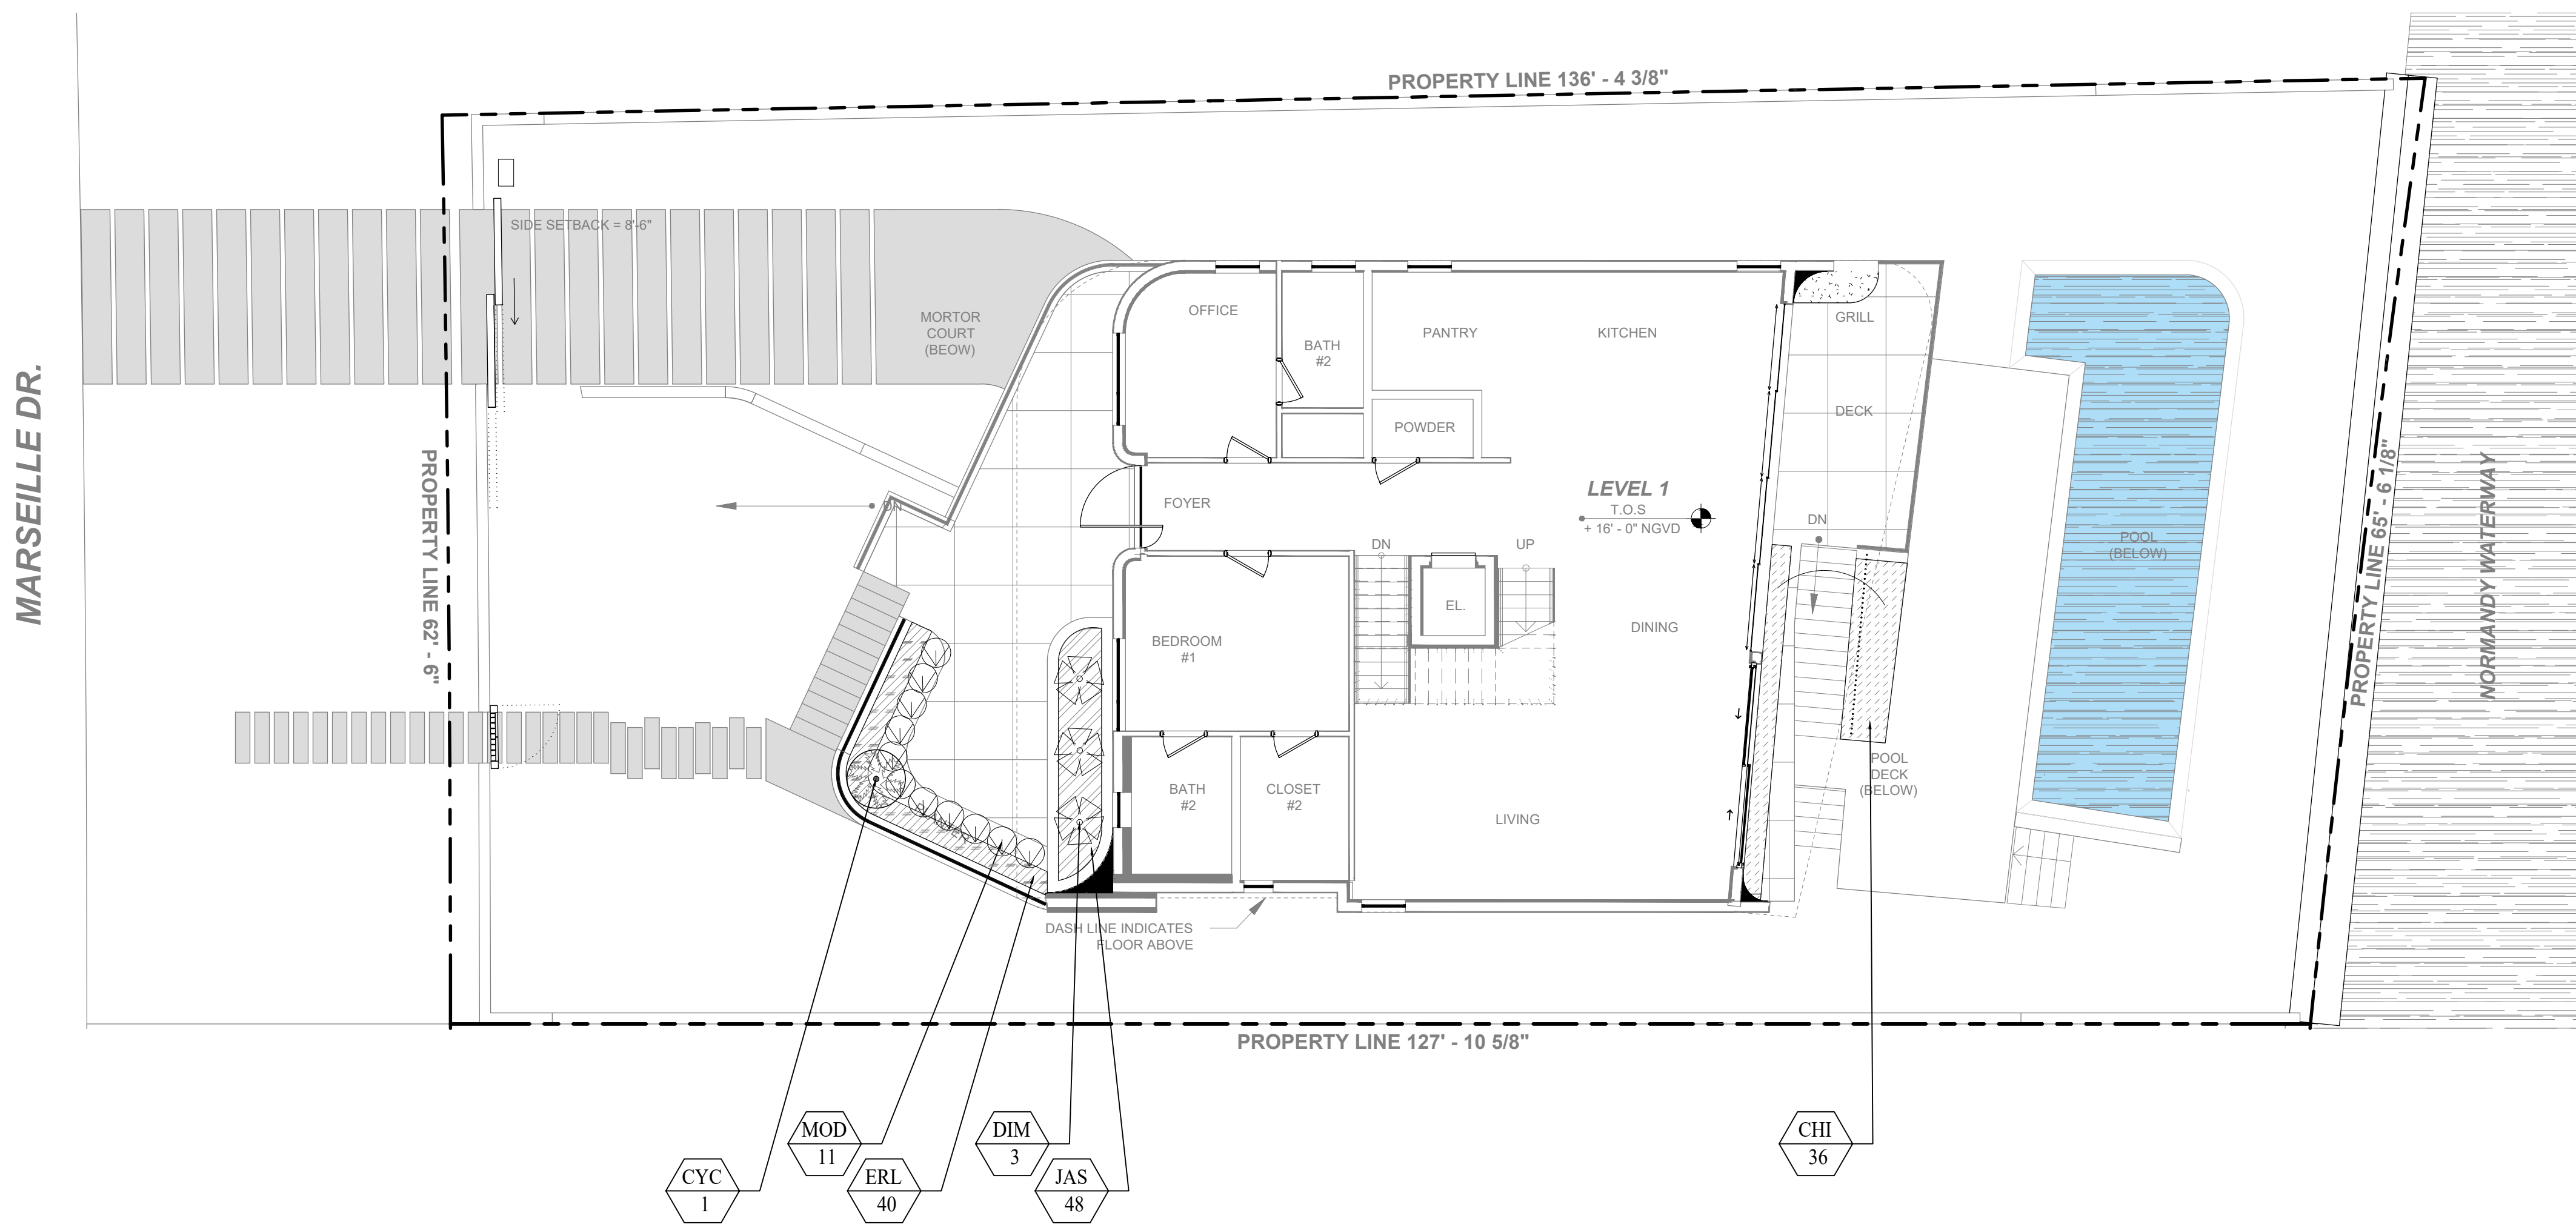 PROPERTY LINE 136' - 4 3/8"
SIDE SETBACK = 8'-6"
MARSEILLE DR.
PROPERTY LINE 62' - 6"
MORTOR
COURT
(BEOW)
DN
OFFICE
BATH
#2
PANTRY
KITCHEN
POWDER
FOYER
LEVEL 1
T.O.S
+ 16' - 0" NGVD
GRILL
DECK
DN
DN
UP
EL.
BEDROOM
#1
DINING
BATH
#2
CLOSET
#2
LIVING
POOL
(BELOW)
POOL
DECK
(BELOW)
PROPERTY LINE 65' - 6 1/8"
NORMANDY WATERWAY
DASH LINE INDICATES
FLOOR ABOVE
PROPERTY LINE 127' - 10 5/8"
CYC
1
MOD
11
ERL
40
DIM
3
JAS
48
CHI
36